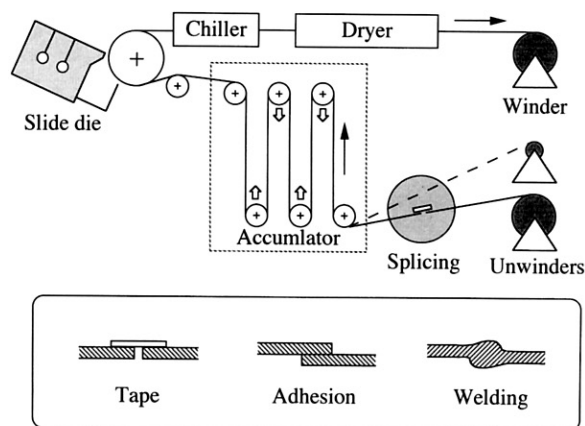 Chiller
Dryer
Slide die
Winder
Accumlator
Splicing
Unwinders
Tape
Adhesion
Welding